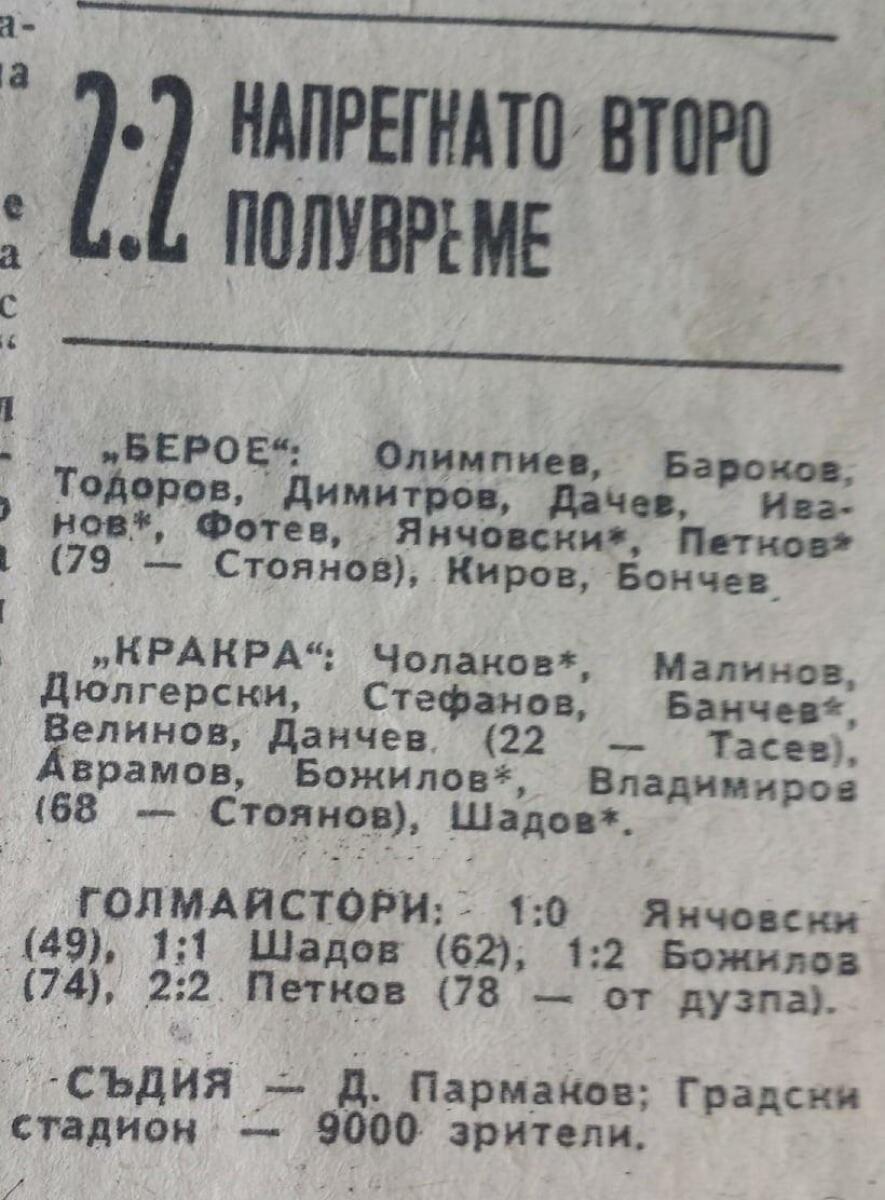 2:2
НАПРЕГНАТО ВТОРО
ПОЛУВРЕМЕ
„БЕРОЕ“: Олимпиев, Бароков,
Тодоров, Димитров, Дачев, Ива-
нов*, Фотев, Янчовски*, Петков*
(79 — Стоянов), Киров, Бончев.
„КРАКРА“: Чолаков*, Малинов,
Дюлгерски, Стефанов, Банчев*,
Велинов, Данчев. (22 — Тасев),
Аврамов, Божилов*, Владимиров
(68 — Стоянов), Шадов*.
ГОЛМАЙСТОРИ: 1:0 Янчовски
(49), 1:1 Шадов (62), 1:2 Божилов
(74), 2:2 Петков (78 — от дузпа).
СЪДИЯ — Д. Пармаков; Градски
стадион — 9000 зрители.